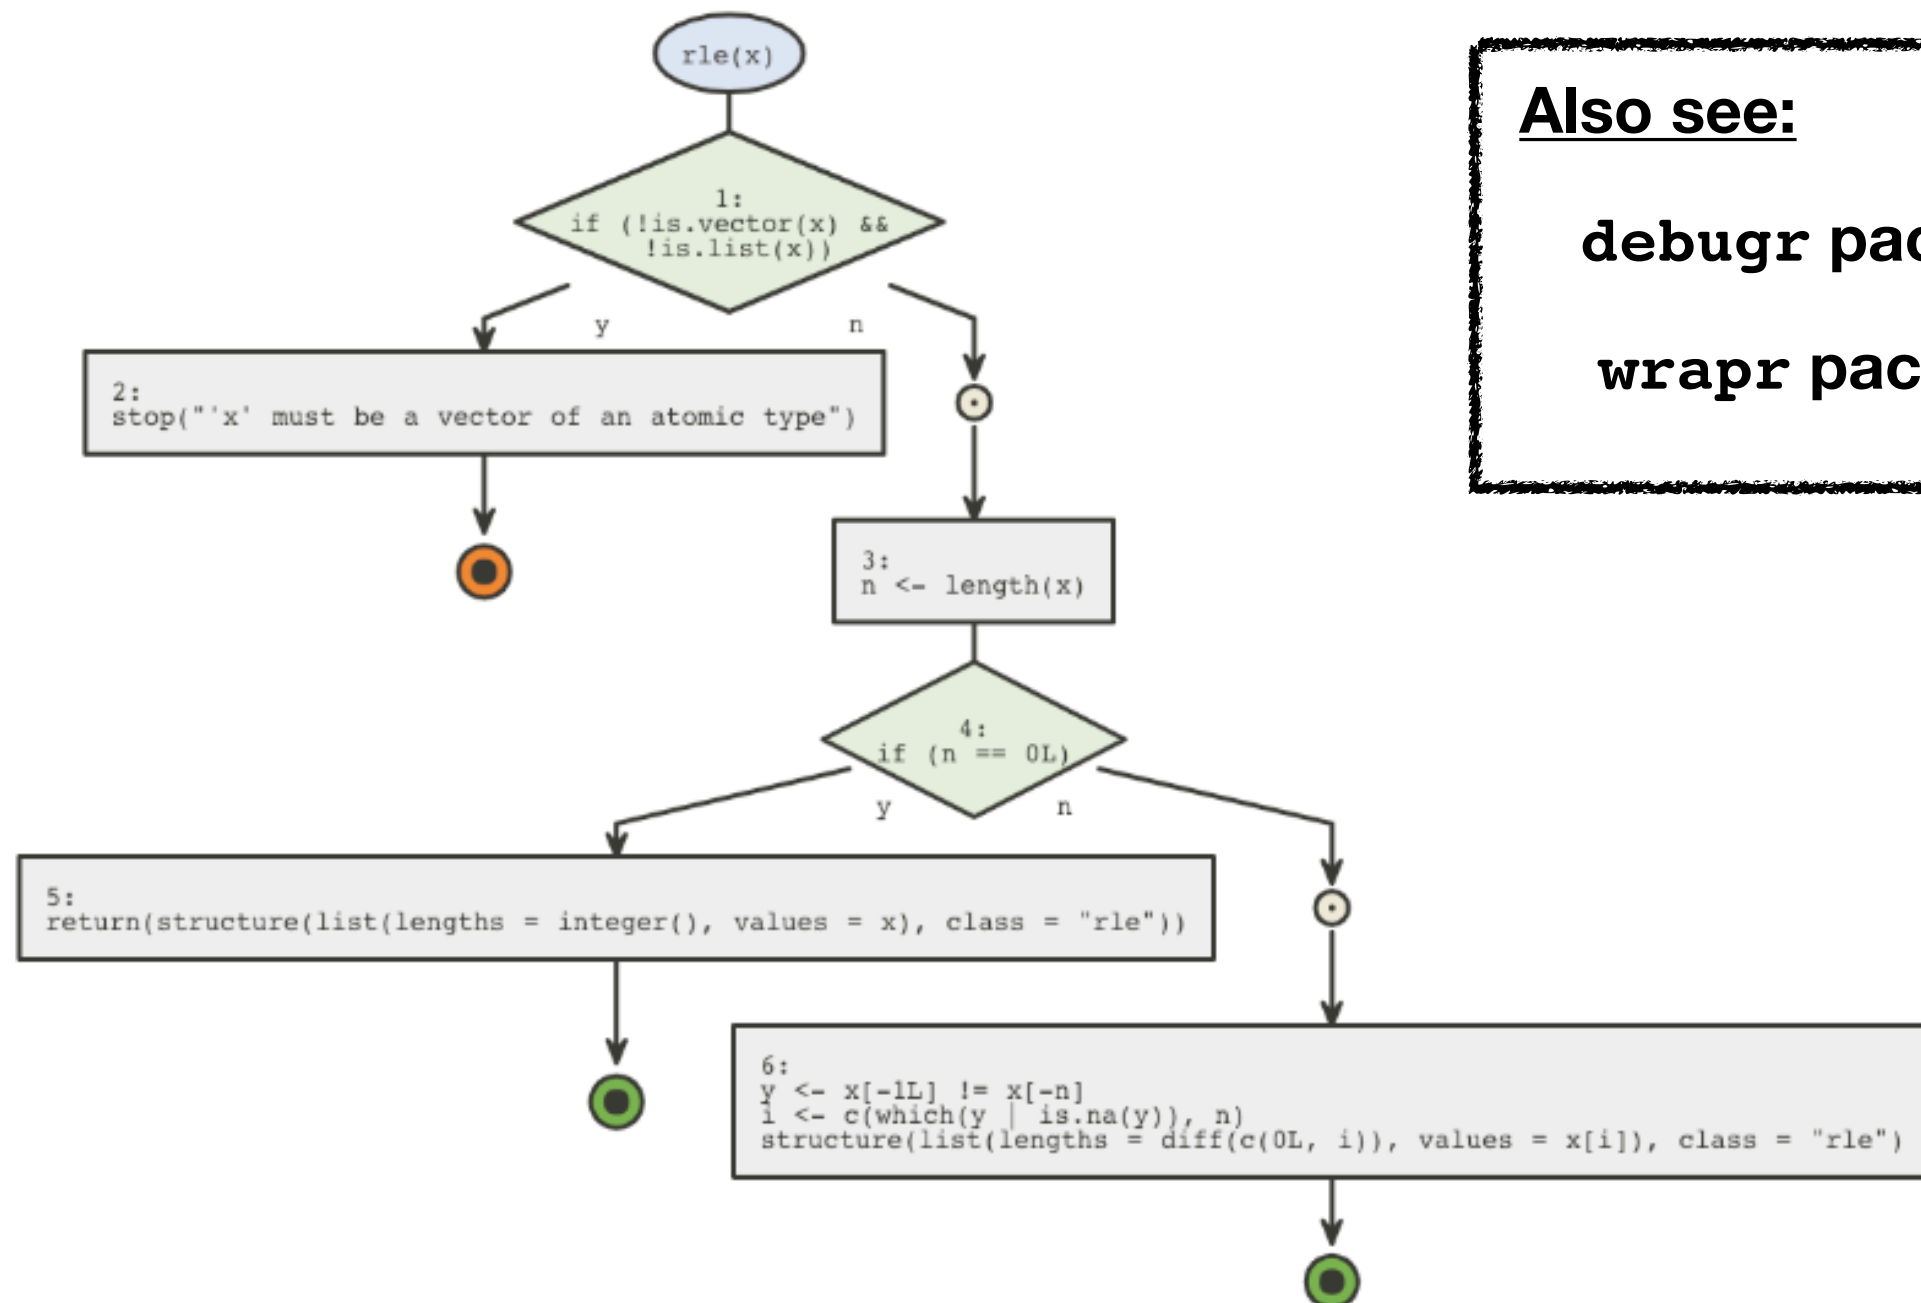 rle(x)
1:
if (!is.vector(x) &&
!is.list(x))
y
n
2:
stop("'x' must be a vector of an atomic type")
3:
n <- length(x)
4:
if (n == 0L)
y
n
5:
return(structure(list(lengths = integer(), values = x), class = "rle"))
6:
y <- x[-1L] != x[-n]
i <- c(which(y | is.na(y)), n)
structure(list(lengths = diff(c(0L, i)), values = x[i]), class = "rle")
Also see:
debugr
wrapr